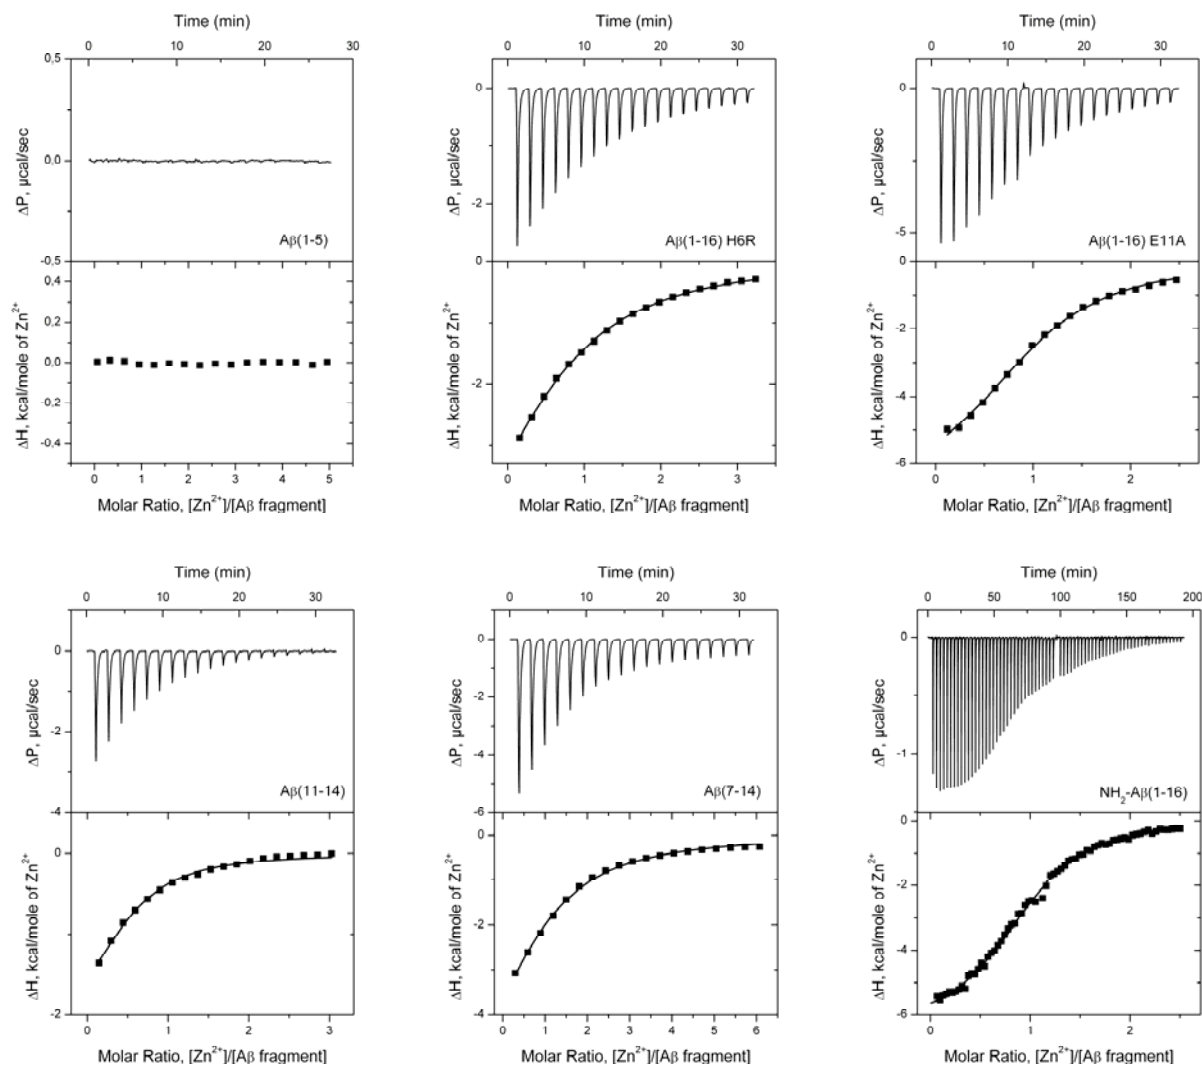 Time (min)
0 10 20 30
0,5
0,0
-0,5
ΔP, μcal/sec
Aβ(1-5)
0,4
0,2
0,0
-0,2
-0,4
ΔH, kcal/mole of Zn²⁺
0 1 2 3 4 5
Molar Ratio, [Zn²⁺]/[Aβ fragment]
Time (min)
0 10 20 30
0
-2
ΔP, μcal/sec
Aβ(1-16) H6R
0
-2
ΔH, kcal/mole of Zn²⁺
0 1 2 3
Molar Ratio, [Zn²⁺]/[Aβ fragment]
Time (min)
0 10 20 30
0
-5
ΔP, μcal/sec
Aβ(1-16) E11A
0
-2
-4
-6
ΔH, kcal/mole of Zn²⁺
0 1 2
Molar Ratio, [Zn²⁺]/[Aβ fragment]
Time (min)
0 10 20 30
0
-2
-4
ΔP, μcal/sec
Aβ(11-14)
0
-2
ΔH, kcal/mole of Zn²⁺
0 1 2 3
Molar Ratio, [Zn²⁺]/[Aβ fragment]
Time (min)
0 10 20 30
0
-2
-4
-6
ΔP, μcal/sec
Aβ(7-14)
0
-2
-4
ΔH, kcal/mole of Zn²⁺
0 1 2 3 4 5 6
Molar Ratio, [Zn²⁺]/[Aβ fragment]
Time (min)
0 50 100 150 200
0
-1
ΔP, μcal/sec
NH₂-Aβ(1-16)
0
-2
-4
-6
ΔH, kcal/mole of Zn²⁺
0 1 2
Molar Ratio, [Zn²⁺]/[Aβ fragment]